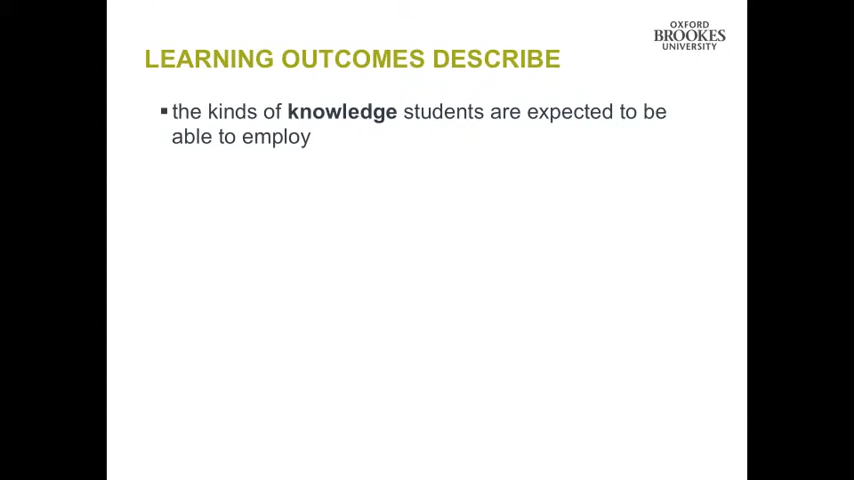 OXFORD
BROOKES
UNIVERSITY
LEARNING OUTCOMES DESCRIBE
▪ the kinds of knowledge students are expected to be
able to employ